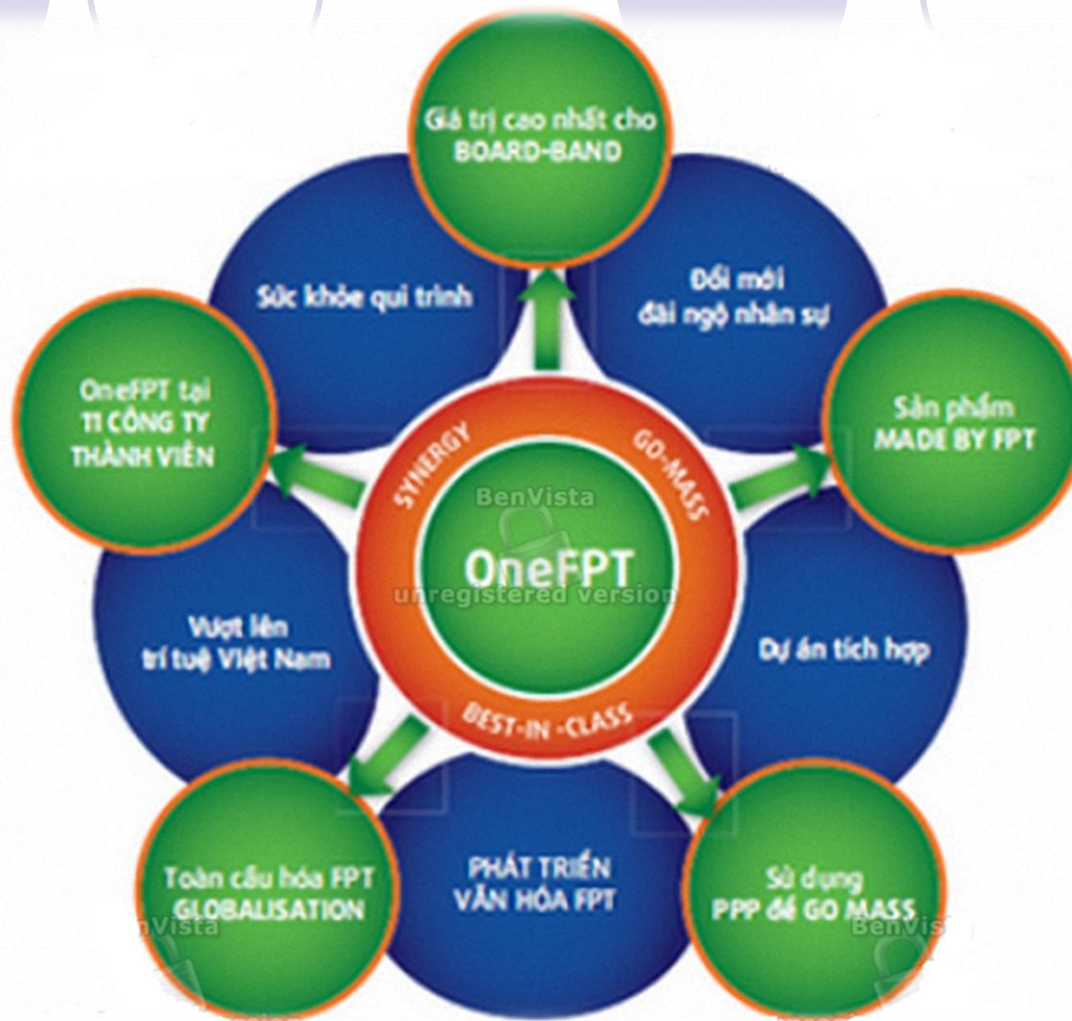 Giá trị cao nhất cho
BOARD-BAND
Sức khỏe qui trình
Đổi mới
đãi ngộ nhân sự
OneFPT tại
11 CÔNG TY
THÀNH VIÊN
Sản phẩm
MADE BY FPT
SYNERGY
GO-MASS
BenVista
OneFPT
unregistered version
Vượt lên
trí tuệ Việt Nam
Dự án tích hợp
BEST-IN-CLASS
PHÁT TRIỂN
VĂN HÓA FPT
Toàn cầu hóa FPT
GLOBALISATION
Sử dụng
PPP để GO MASS
nVista
BenVis